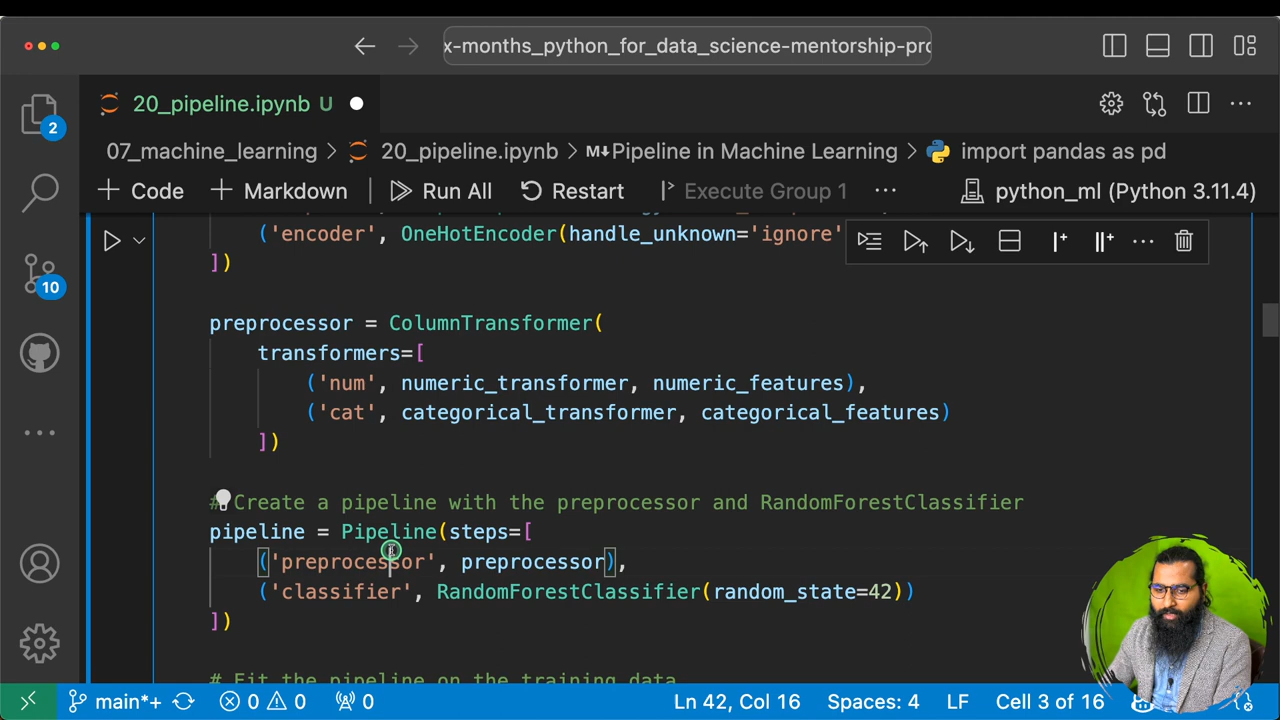 x-months_python_for_data_science-mentorship-pro
20_pipeline.ipynb U
2
07_machine_learning > 20_pipeline.ipynb > M↓Pipeline in Machine Learning > import pandas as pd
+ Code + Markdown | Run All Restart Execute Group 1 ... python_ml (Python 3.11.4)
('encoder', OneHotEncoder(handle_unknown='ignore'
])
10
preprocessor = ColumnTransformer(
transformers=[
('num', numeric_transformer, numeric_features),
('cat', categorical_transformer, categorical_features)
])
# Create a pipeline with the preprocessor and RandomForestClassifier
pipeline = Pipeline(steps=[
('preprocessor', preprocessor),
('classifier', RandomForestClassifier(random_state=42))
])
# Fit the pipeline on the training data
main*+ 0 0 0 Ln 42, Col 16 Spaces: 4 LF Cell 3 of 16